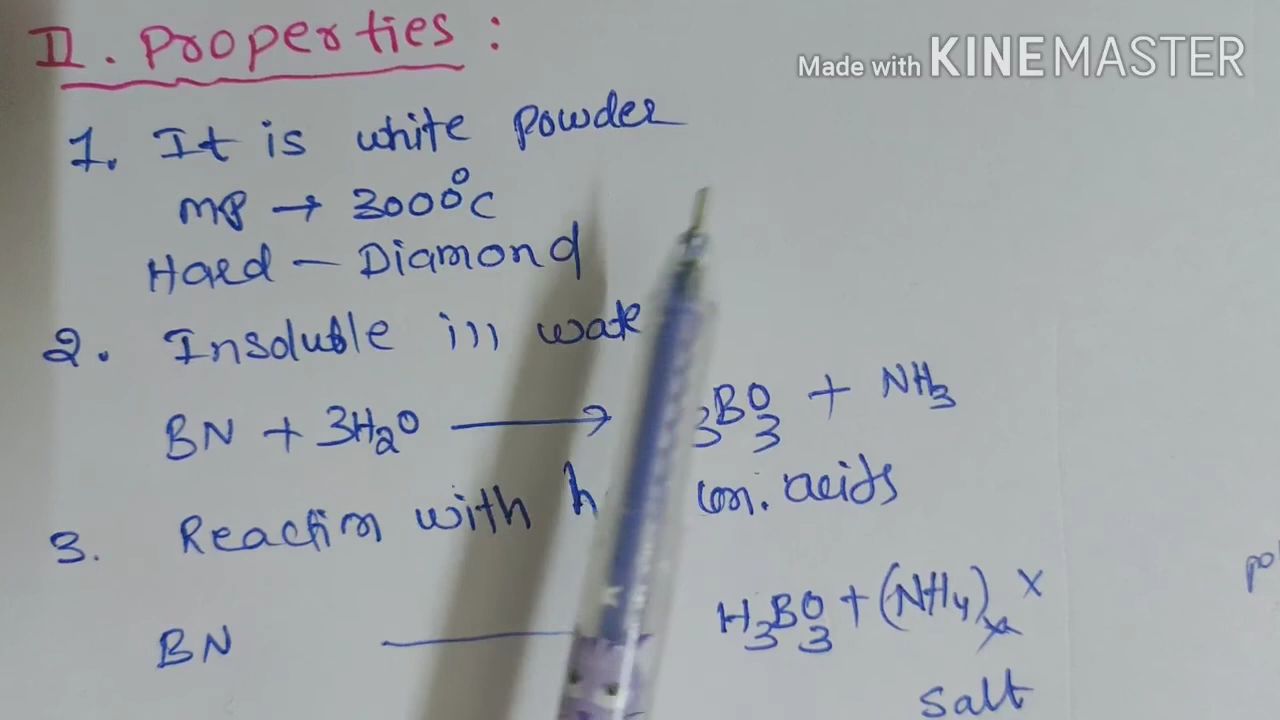 II. Properties:
Made with KINEMASTER
1. It is white powder
MP → 3000°C
Hard – Diamond
2. Insoluble in wate
BN + 3H₂O → ₃BO₃ + NH₃
3. Reaction with h con. acids
BN — H₃BO₃ + (NH₄)ₓ X
po
salt